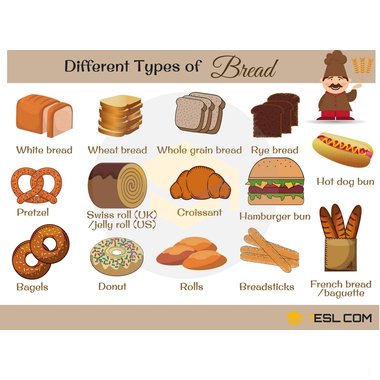 Different Types of Bread
White bread
Wheat bread
Whole grain bread
Rye bread
Hot dog bun
Pretzel
Swiss roll (UK)
/jelly roll (US)
Croissant
Hamburger bun
Bagels
Donut
Rolls
Breadsticks
French bread
/baguette
7ESL.COM